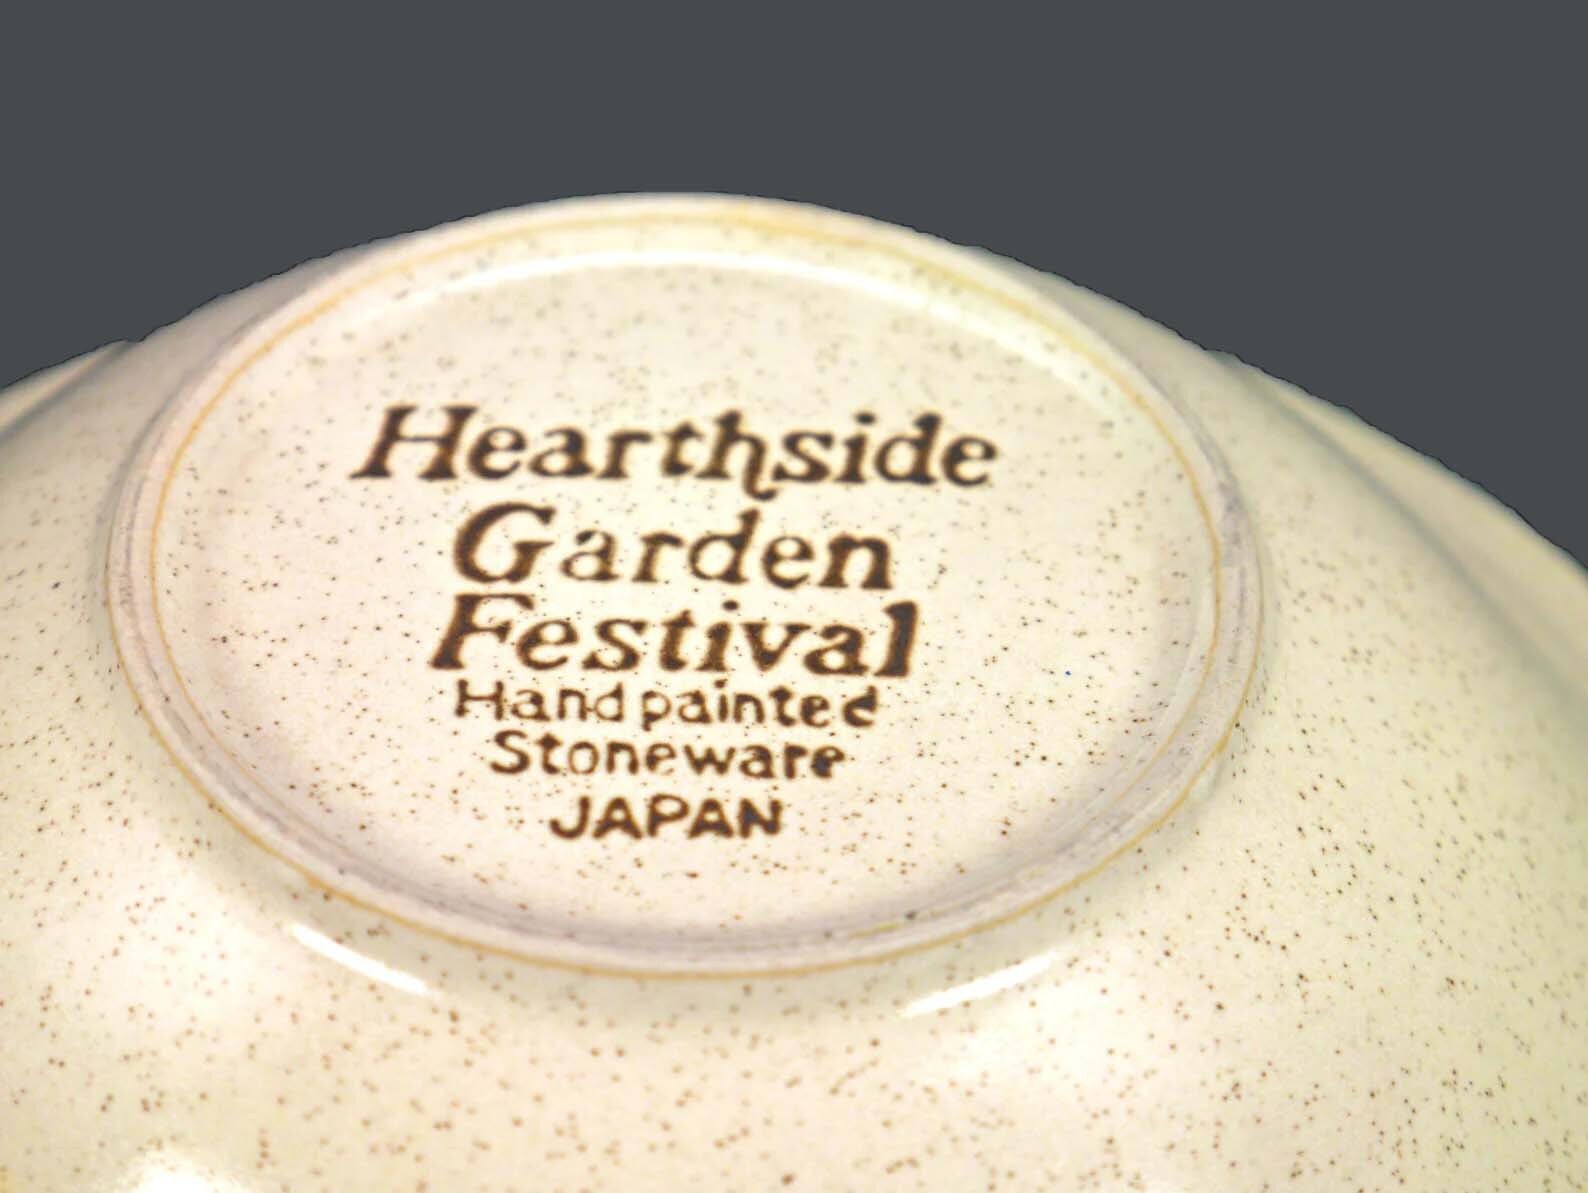 Hearthside
Garden
Festival
Hand painted
Stoneware
JAPAN